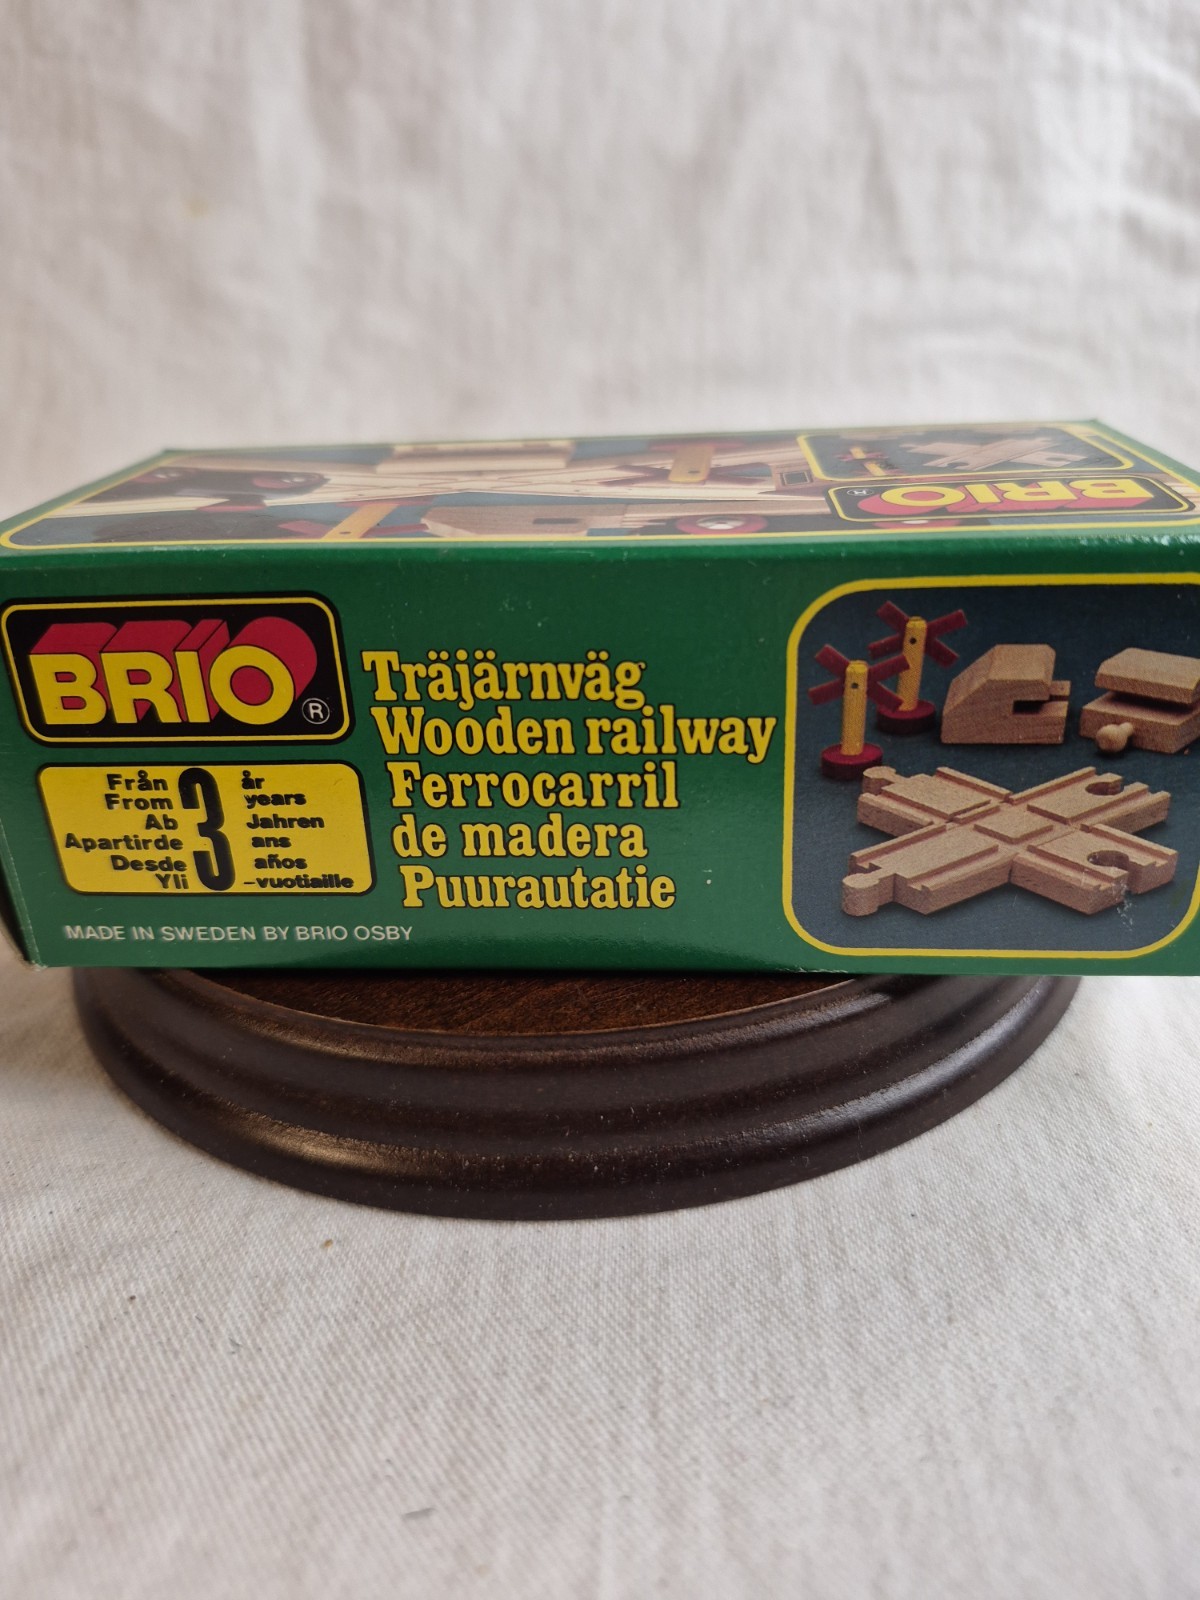 BRIO
BRIO®
Träjärnväg
Wooden railway
Ferrocarril
de madera
Puurautatie
Från 3 år
From years
Ab Jahren
Apartirde ans
Desde años
Yli -vuotiaille
MADE IN SWEDEN BY BRIO OSBY